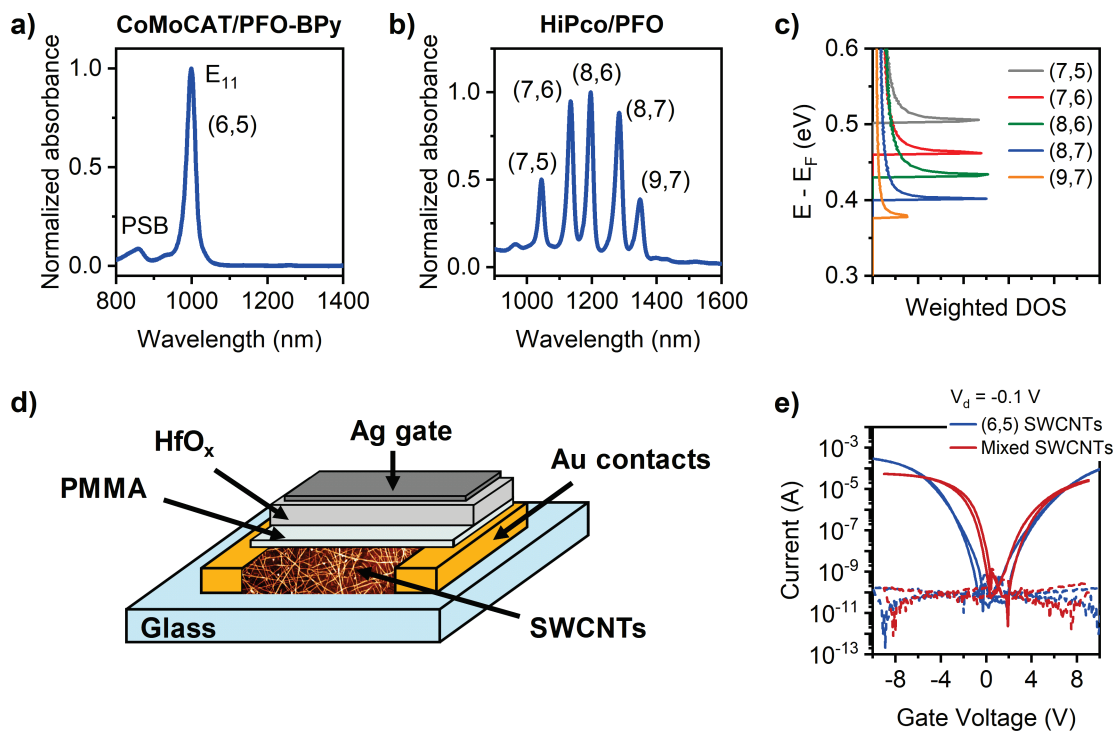 a)
CoMoCAT/PFO-BPy
Normalized absorbance
1.0
0.5
0.0
E11
(6,5)
PSB
800
1000
1200
1400
Wavelength (nm)
b)
HiPco/PFO
Normalized absorbance
1.0
0.5
0.0
(7,5)
(7,6)
(8,6)
(8,7)
(9,7)
1000
1200
1400
1600
Wavelength (nm)
c)
E - EF (eV)
0.6
0.5
0.4
0.3
(7,5)
(7,6)
(8,6)
(8,7)
(9,7)
Weighted DOS
d)
Ag gate
HfOx
Au contacts
PMMA
Glass
SWCNTs
e)
Vd = -0.1 V
(6,5) SWCNTs
Mixed SWCNTs
Current (A)
10-3
10-5
10-7
10-9
10-11
10-13
-8
-4
0
4
8
Gate Voltage (V)